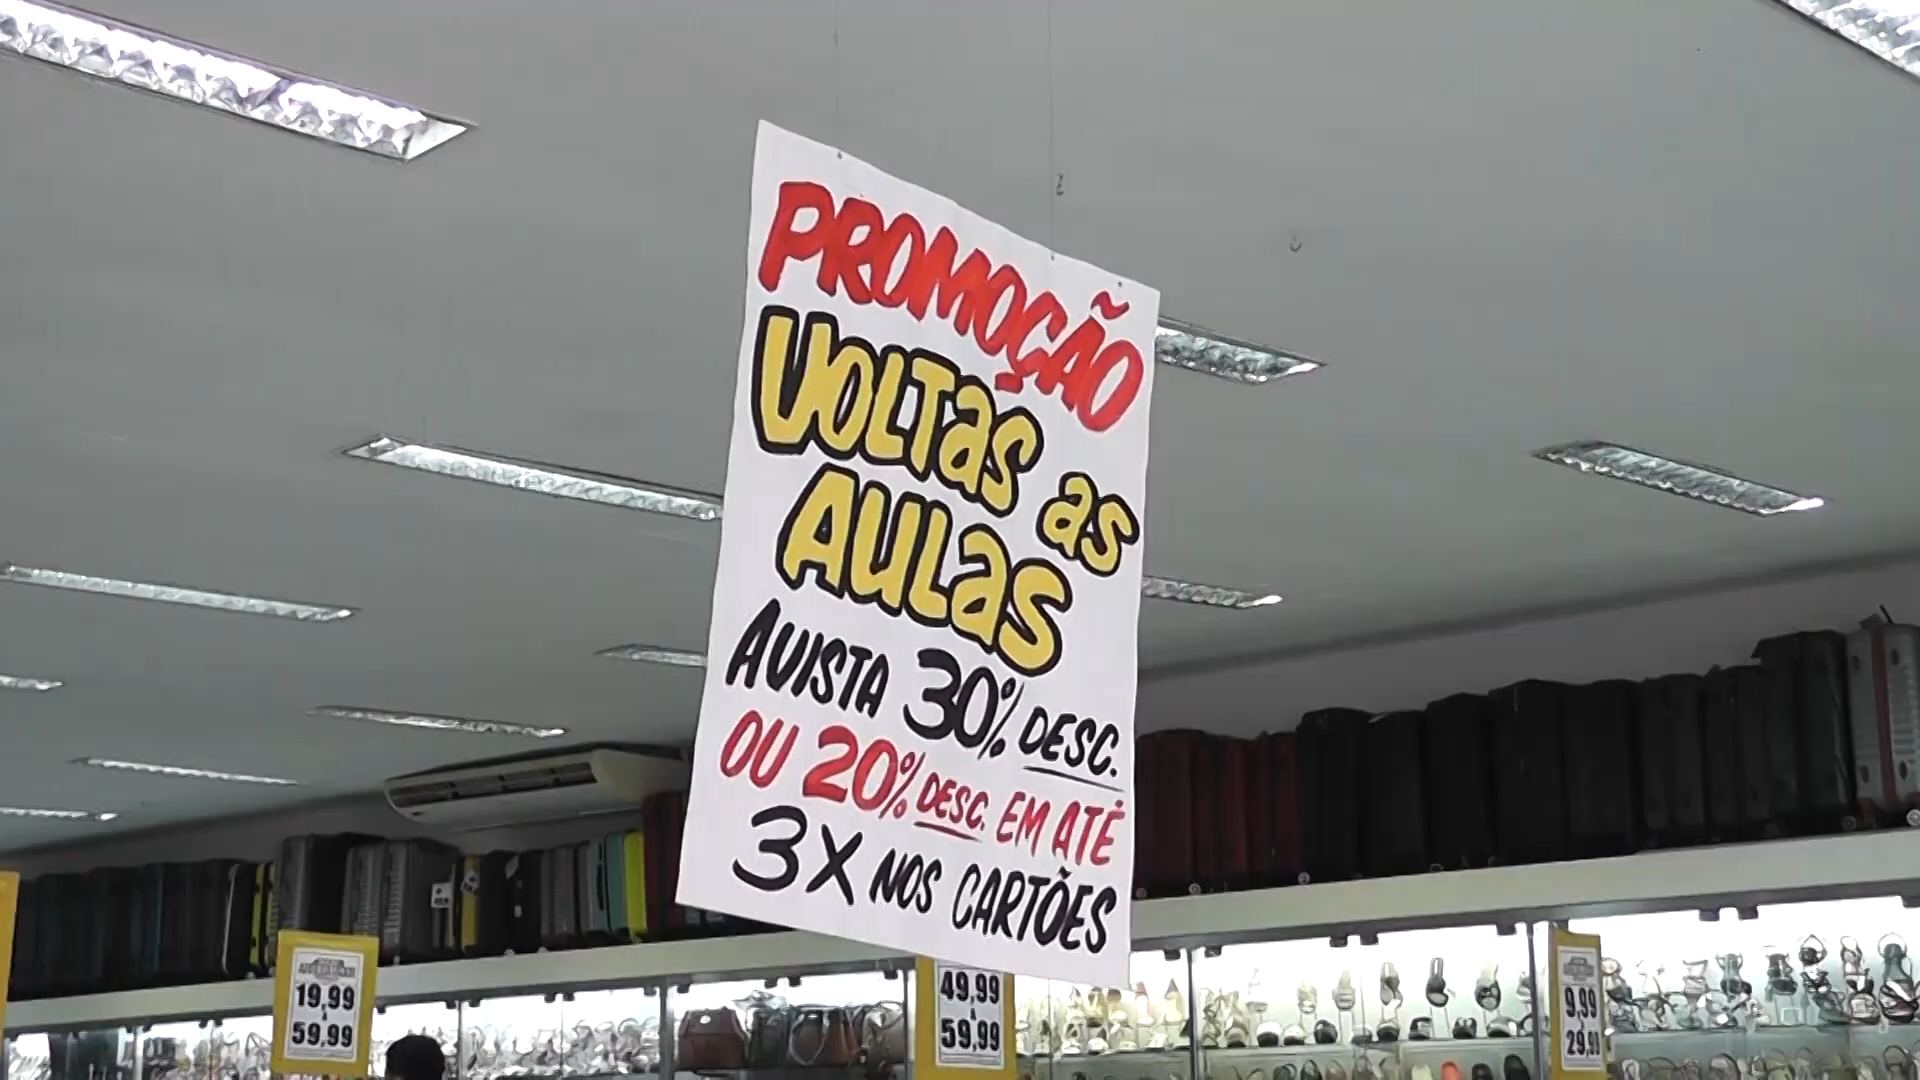 PROMOÇÃO
VOLTAS as
AULAS
AVISTA 30% DESC.
OU 20% DESC. EM ATÉ
3X NOS CARTÕES
19,99
À
59,99
49,99
À
59,99
9,99
29,99